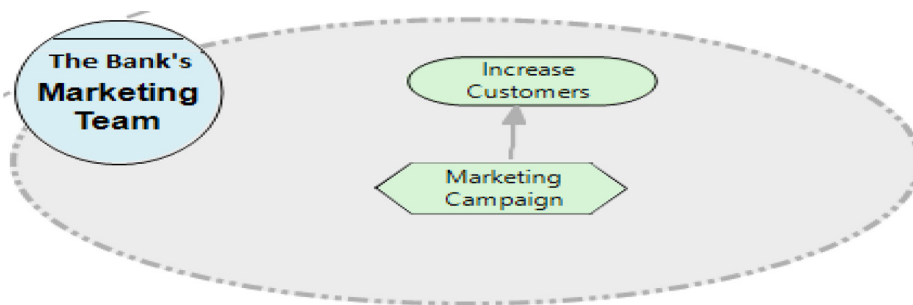 The Bank's
Marketing
Team
Increase
Customers
Marketing
Campaign